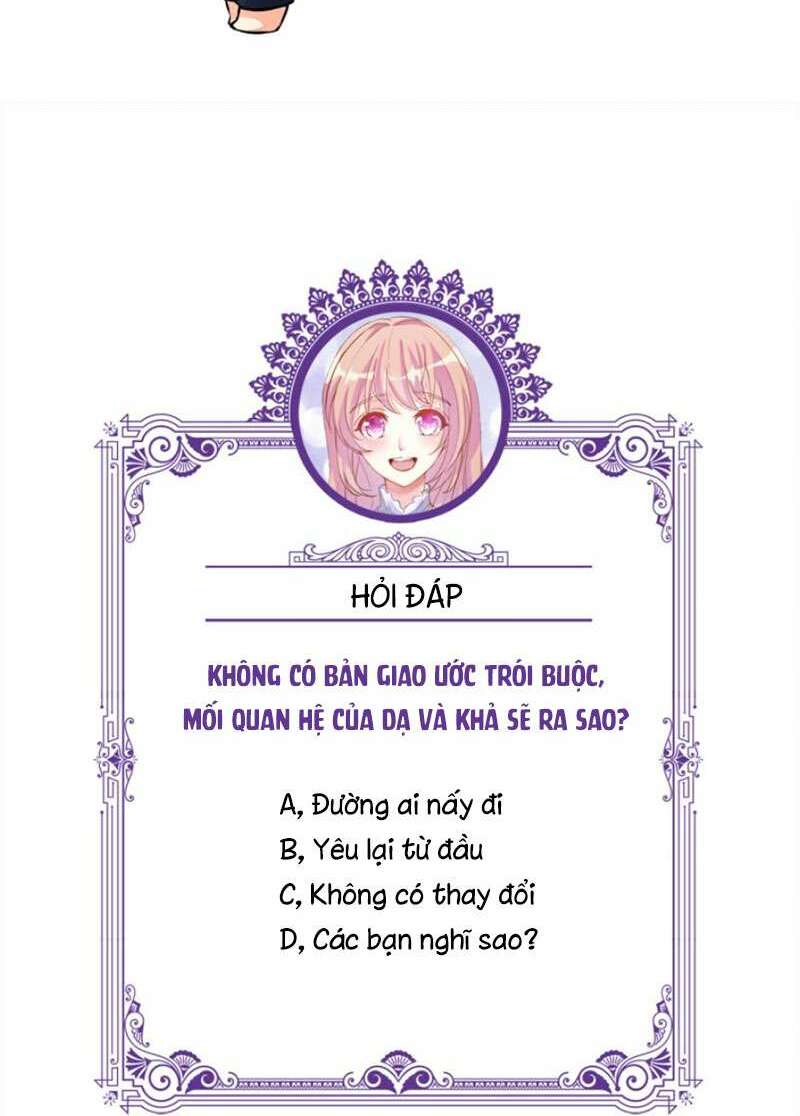 HỎI ĐÁP
KHÔNG CÓ BẢN GIAO ƯỚC TRÓI BUỘC,
MỐI QUAN HỆ CỦA DẠ VÀ KHẢ SẼ RA SAO?
A, Đường ai nấy đi
B, Yêu lại từ đầu
C, Không có thay đổi
D, Các bạn nghĩ sao?